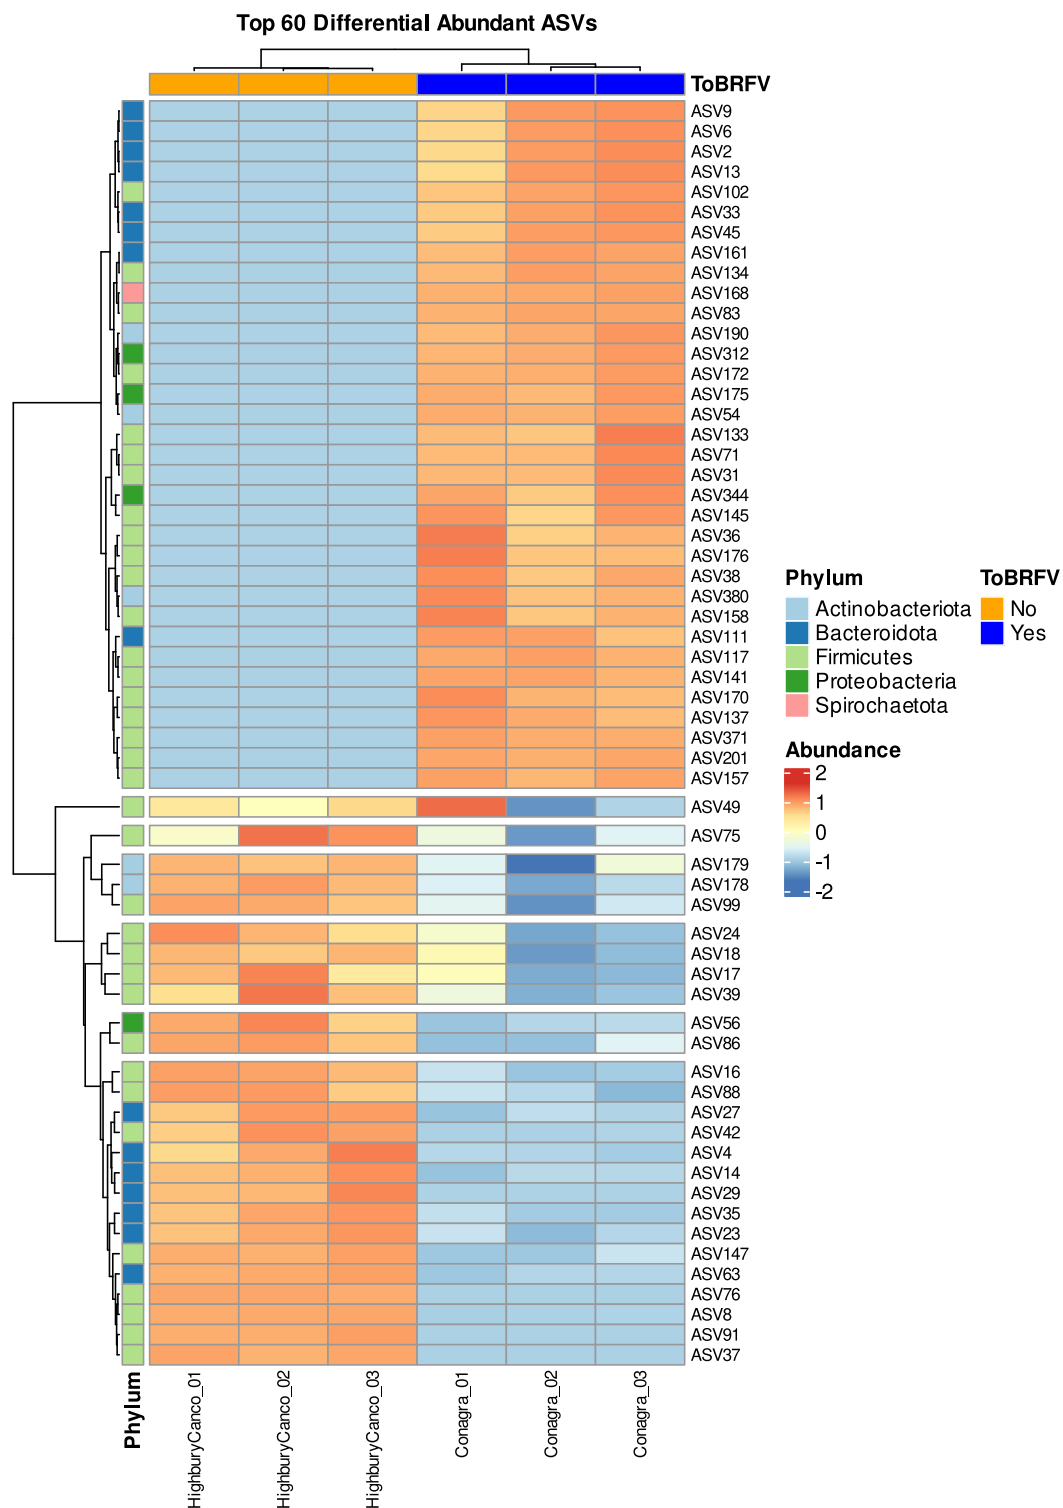 Top 60 Differential Abundant ASVs
ToBRFV
ASV9
ASV6
ASV2
ASV13
ASV102
ASV33
ASV45
ASV161
ASV134
ASV168
ASV83
ASV190
ASV312
ASV172
ASV175
ASV54
ASV133
ASV71
ASV31
ASV344
ASV145
ASV36
ASV176
ASV38
ASV380
ASV158
ASV111
ASV117
ASV141
ASV170
ASV137
ASV371
ASV201
ASV157
ASV49
ASV75
ASV179
ASV178
ASV99
ASV24
ASV18
ASV17
ASV39
ASV56
ASV86
ASV16
ASV88
ASV27
ASV42
ASV4
ASV14
ASV29
ASV35
ASV23
ASV147
ASV63
ASV76
ASV8
ASV91
ASV37
Phylum
HighburyCanco_01
HighburyCanco_02
HighburyCanco_03
Conagra_01
Conagra_02
Conagra_03
Phylum
Actinobacteriota
Bacteroidota
Firmicutes
Proteobacteria
Spirochaetota
ToBRFV
No
Yes
Abundance
2
1
0
-1
-2